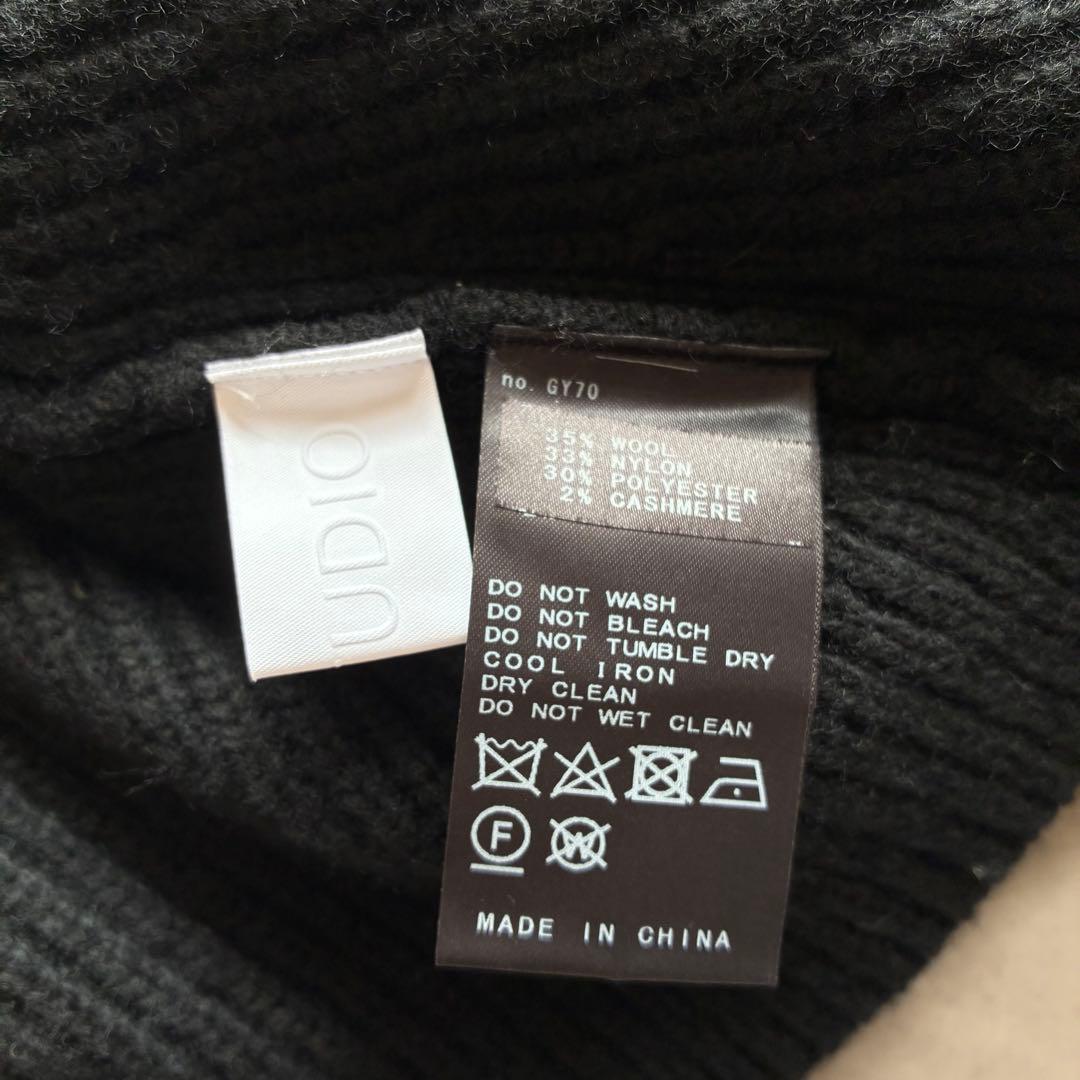 UDIO
no. GY70
35% WOOL
33% NYLON
30% POLYESTER
2% CASHMERE
DO NOT WASH
DO NOT BLEACH
DO NOT TUMBLE DRY
COOL IRON
DRY CLEAN
DO NOT WET CLEAN
F W
MADE IN CHINA